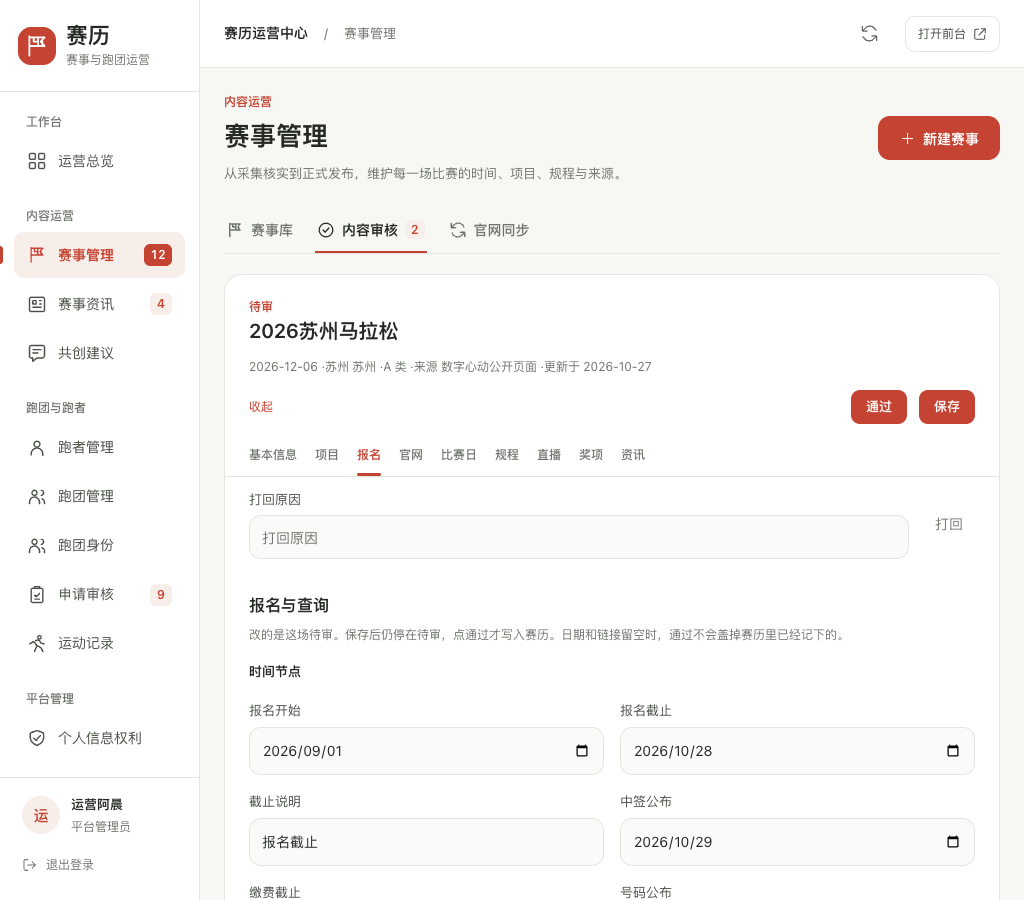 赛历
赛事与跑团运营
工作台
运营总览
内容运营
赛事管理 12
赛事资讯 4
共创建议
跑团与跑者
跑者管理
跑团管理
跑团身份
申请审核 9
运动记录
平台管理
个人信息权利
运 运营阿晨
平台管理员
退出登录
赛历运营中心 / 赛事管理
打开前台
内容运营
赛事管理
从采集核实到正式发布，维护每一场比赛的时间、项目、规程与来源。
新建赛事
赛事库 内容审核 2 官网同步
待审
2026苏州马拉松
2026-12-06 ·苏州 苏州 ·A 类 ·来源 数字心动公开页面 ·更新于 2026-10-27
收起 通过 保存
基本信息 项目 报名 官网 比赛日 规程 直播 奖项 资讯
打回原因
打回原因 打回
报名与查询
改的是这场待审。保存后仍停在待审，点通过才写入赛历。日期和链接留空时，通过不会盖掉赛历里已经记下的。
时间节点
报名开始 报名截止
2026/09/01 2026/10/28
截止说明 中签公布
报名截止 2026/10/29
缴费截止 号码公布